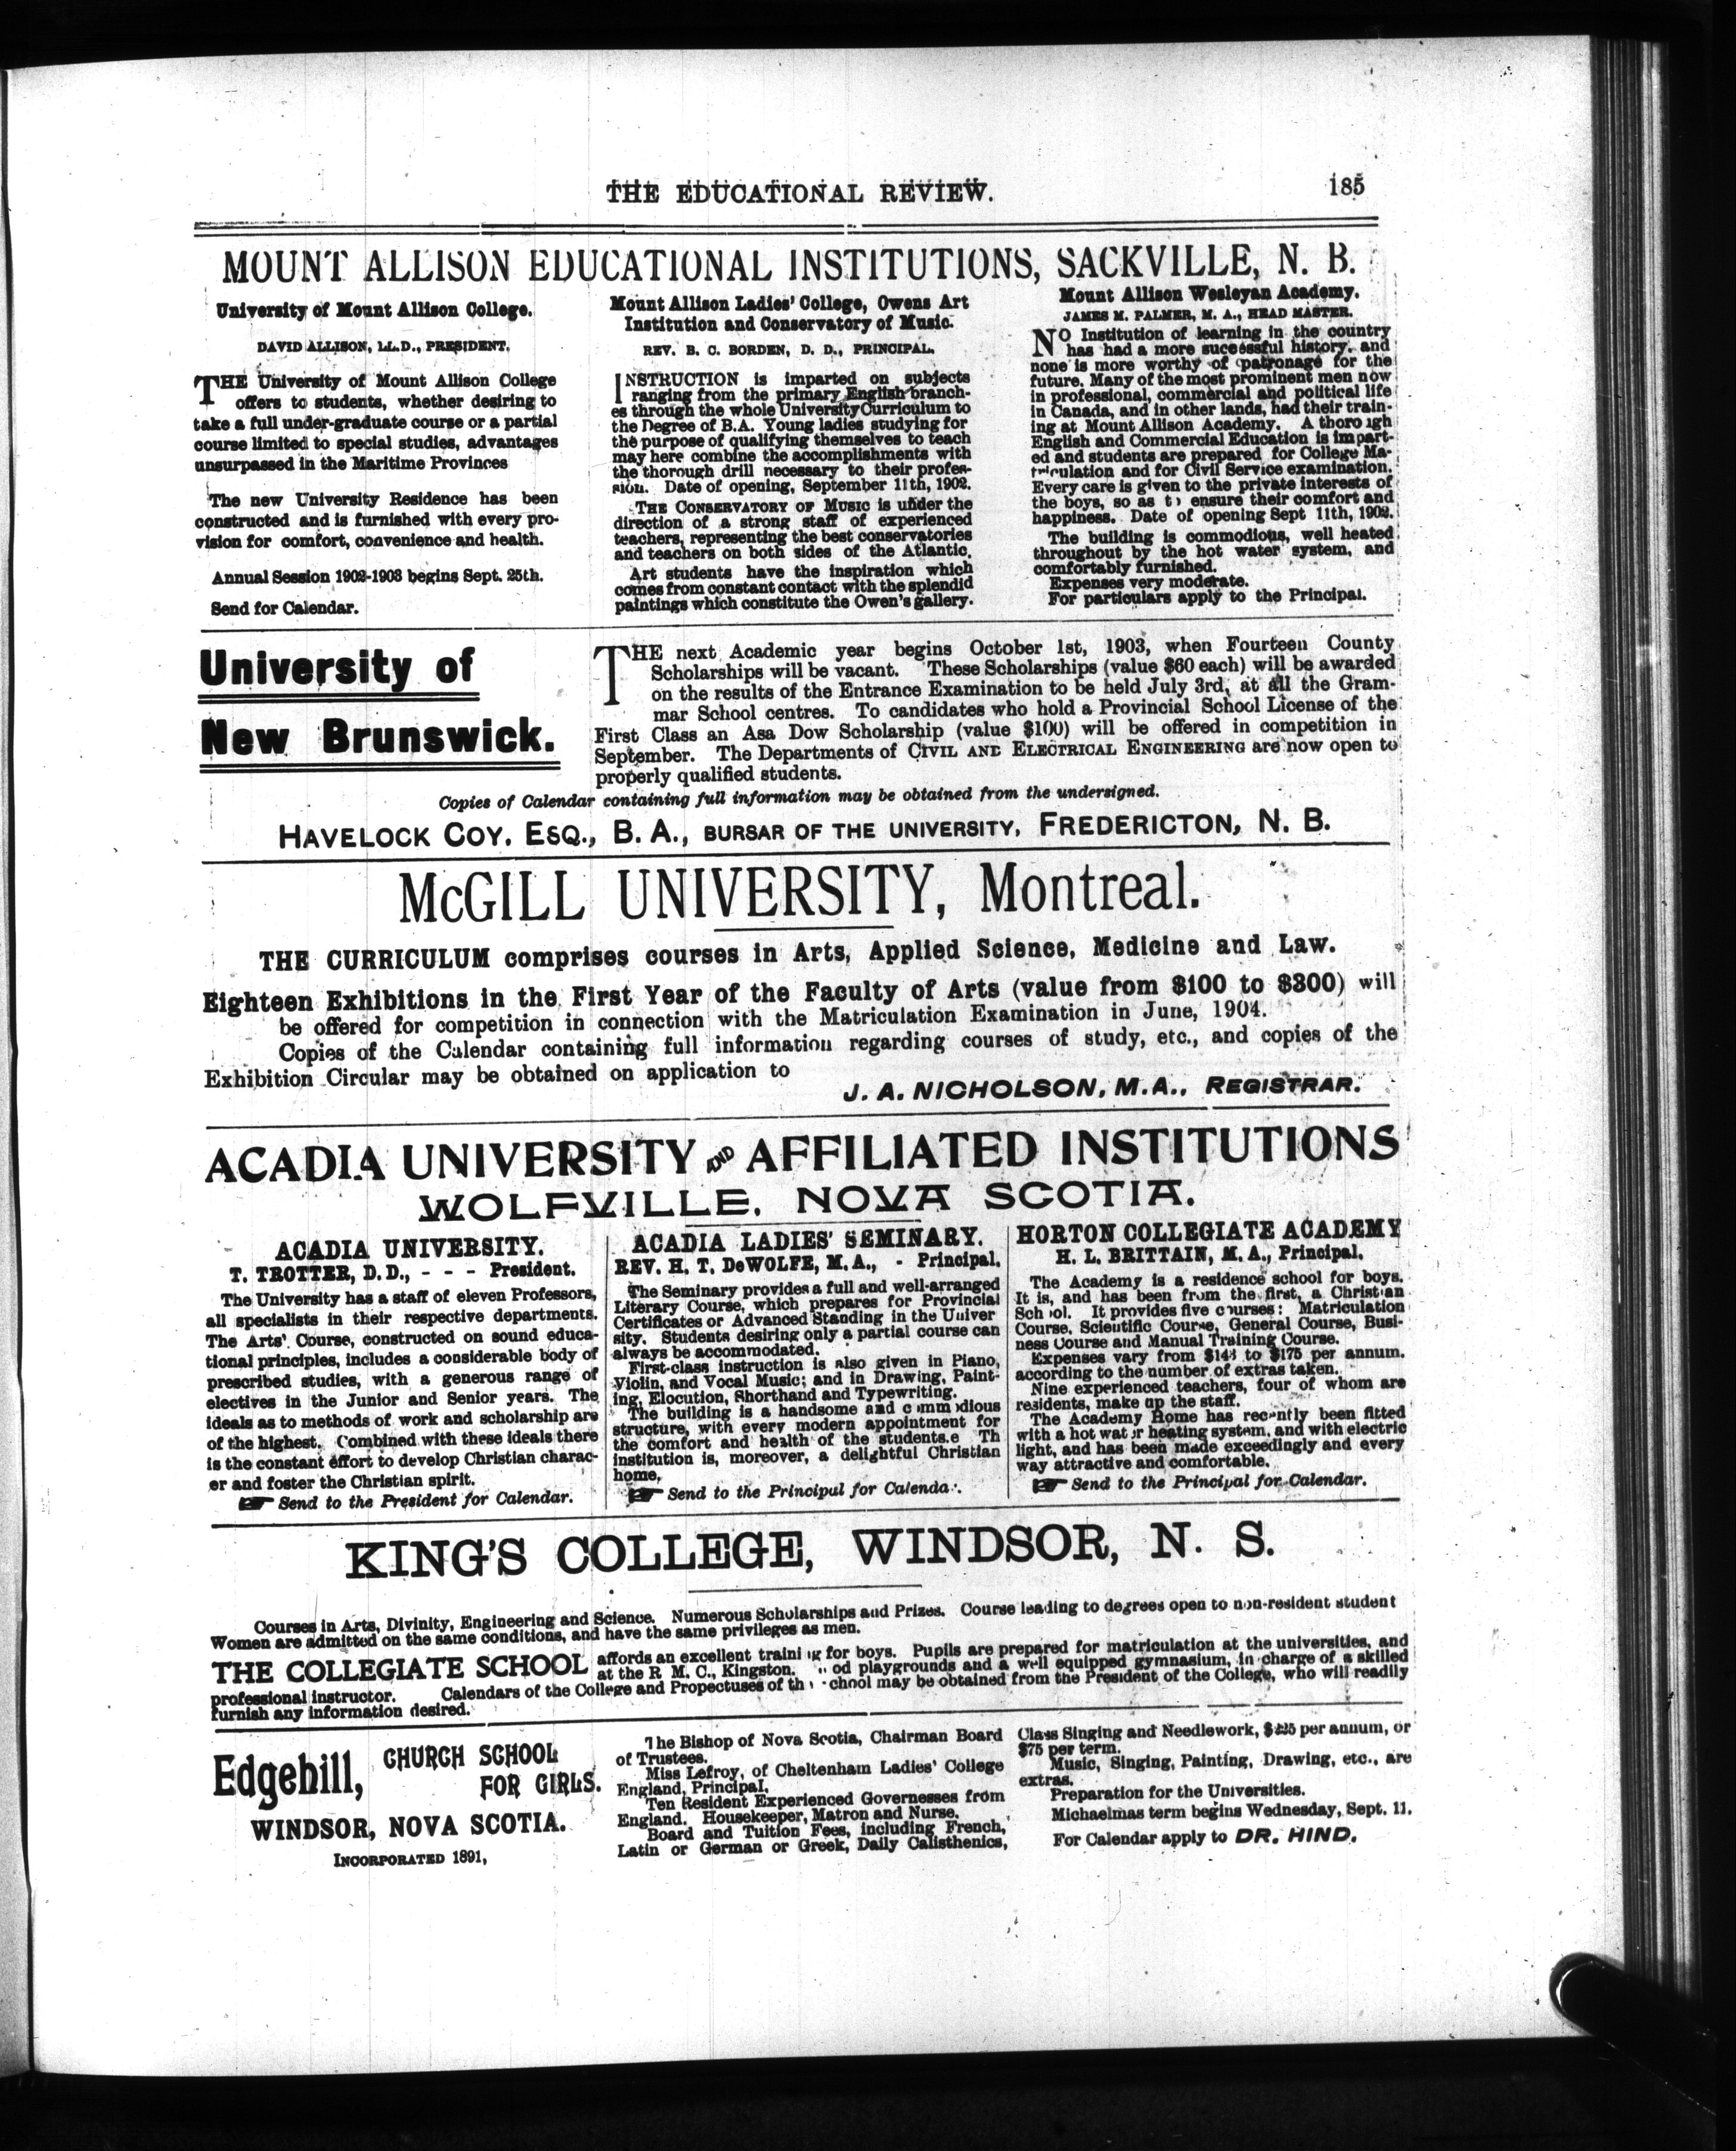 THE EDUCATIONAL REVIEW.
185
MOUNT ALLISON EDUCATIONAL INSTITUTIONS, SACKVILLE, N. B.
University of Mount Allison College.
DAVID ALLISON, LL.D., PRESIDENT.
THE University of Mount Allison College
offers to students, whether desiring to
take a full under-graduate course or a partial
course limited to special studies, advantages
unsurpassed in the Maritime Provinces
The new University Residence has been
constructed and is furnished with every pro-
vision for comfort, convenience and health.
Annual Session 1902-1903 begins Sept. 25th.
Send for Calendar.
Mount Allison Ladies' College, Owens Art
Institution and Conservatory of Music.
REV. B. C. BORDEN, D. D., PRINCIPAL.
INSTRUCTION is imparted on subjects
ranging from the primary English branch-
es through the whole University Curriculum to
the Degree of B.A. Young ladies studying for
the purpose of qualifying themselves to teach
may here combine the accomplishments with
the thorough drill necessary to their profes-
sion. Date of opening, September 11th, 1902.
THE CONSERVATORY OF MUSIC is under the
direction of a strong staff of experienced
teachers, representing the best conservatories
and teachers on both sides of the Atlantic.
Art students have the inspiration which
comes from constant contact with the splendid
paintings which constitute the Owen's gallery.
Mount Allison Wesleyan Academy.
JAMES M. PALMER, M. A., HEAD MASTER.
NO Institution of learning in the country
has had a more successful history, and
none is more worthy of patronage for the
future. Many of the most prominent men now
in professional, commercial and political life
in Canada, and in other lands, had their train-
ing at Mount Allison Academy. A thorough
English and Commercial Education is impart-
ed and students are prepared for College Ma-
triculation and for Civil Service examination.
Every care is given to the private interests of
the boys, so as to ensure their comfort and
happiness. Date of opening Sept 11th, 1902.
The building is commodious, well heated
throughout by the hot water system, and
comfortably furnished.
Expenses very moderate.
For particulars apply to the Principal.
University of
New Brunswick.
THE next Academic year begins October 1st, 1903, when Fourteen County
Scholarships will be vacant. These Scholarships (value $60 each) will be awarded
on the results of the Entrance Examination to be held July 3rd, at all the Gram-
mar School centres. To candidates who hold a Provincial School License of the
First Class an Asa Dow Scholarship (value $100) will be offered in competition in
September. The Departments of CIVIL AND ELECTRICAL ENGINEERING are now open to
properly qualified students.
Copies of Calendar containing full information may be obtained from the undersigned.
HAVELOCK COY, ESQ., B. A., BURSAR OF THE UNIVERSITY, FREDERICTON, N. B.
McGILL UNIVERSITY, Montreal.
THE CURRICULUM comprises courses in Arts, Applied Science, Medicine and Law.
Eighteen Exhibitions in the First Year of the Faculty of Arts (value from $100 to $300) will
be offered for competition in connection with the Matriculation Examination in June, 1904.
Copies of the Calendar containing full information regarding courses of study, etc., and copies of the
Exhibition Circular may be obtained on application to
J. A. NICHOLSON, M.A., REGISTRAR.
ACADIA UNIVERSITY AND AFFILIATED INSTITUTIONS
WOLFVILLE, NOVA SCOTIA.
ACADIA UNIVERSITY.
T. TROTTER, D.D., - - - President.
The University has a staff of eleven Professors,
all specialists in their respective departments.
The Arts' Course, constructed on sound educa-
tional principles, includes a considerable body of
prescribed studies, with a generous range of
electives in the Junior and Senior years. The
ideals as to methods of work and scholarship are
of the highest. Combined with these ideals there
is the constant effort to develop Christian charac-
er and foster the Christian spirit.
Send to the President for Calendar.
ACADIA LADIES' SEMINARY.
REV. H. T. DeWOLFE, M.A., - Principal.
The Seminary provides a full and well-arranged
Literary Course, which prepares for Provincial
Certificates or Advanced Standing in the Univer
sity. Students desiring only a partial course can
always be accommodated.
First-class instruction is also given in Piano,
Violin, and Vocal Music; and in Drawing, Paint-
ing, Elocution, Shorthand and Typewriting.
The building is a handsome and commodious
structure, with every modern appointment for
the comfort and health of the students.e Th
institution is, moreover, a delightful Christian
home.
Send to the Principal for Calendar.
HORTON COLLEGIATE ACADEMY
H. L. BRITTAIN, M. A., Principal.
The Academy is a residence school for boys.
It is, and has been from the first, a Christian
School. It provides five courses: Matriculation
Course, Scientific Course, General Course, Busi-
ness Course and Manual Training Course.
Expenses vary from to $175 per annum.
according to the number of extras taken.
Nine experienced teachers, four of whom are
residents, make up the staff.
The Academy Home has recently been fitted
with a hot water heating system, and with electric
light, and has been made exceedingly and every
way attractive and comfortable.
Send to the Principal for Calendar.
KING'S COLLEGE, WINDSOR, N. S.
Courses in Arts, Divinity, Engineering and Science. Numerous Scholarships and Prizes. Course leading to degrees open to non-resident student
Women are admitted on the same conditions, and have the same privileges as men.
THE COLLEGIATE SCHOOL affords an excellent training for boys. Pupils are prepared for matriculation at the universities, and
at the R M. C., Kingston. od playgrounds and a well equipped gymnasium, in charge of a skilled
professional instructor. Calendars of the College and Propectuses of th chool may be obtained from the President of the College, who will readily
furnish any information desired.
Edgehill, CHURCH SCHOOL
FOR GIRLS.
WINDSOR, NOVA SCOTIA.
INCORPORATED 1891,
The Bishop of Nova Scotia, Chairman Board
of Trustees.
Miss Lefroy, of Cheltenham Ladies' College
England, Principal.
Ten Resident Experienced Governesses from
England. Housekeeper, Matron and Nurse.
Board and Tuition Fees, including French,
Latin or German or Greek, Daily Calisthenics,
Class Singing and Needlework, per annum, or
$75 per term.
Music, Singing, Painting, Drawing, etc., are
extras.
Preparation for the Universities.
Michaelmas term begins Wednesday, Sept. 11.
For Calendar apply to DR. HIND.